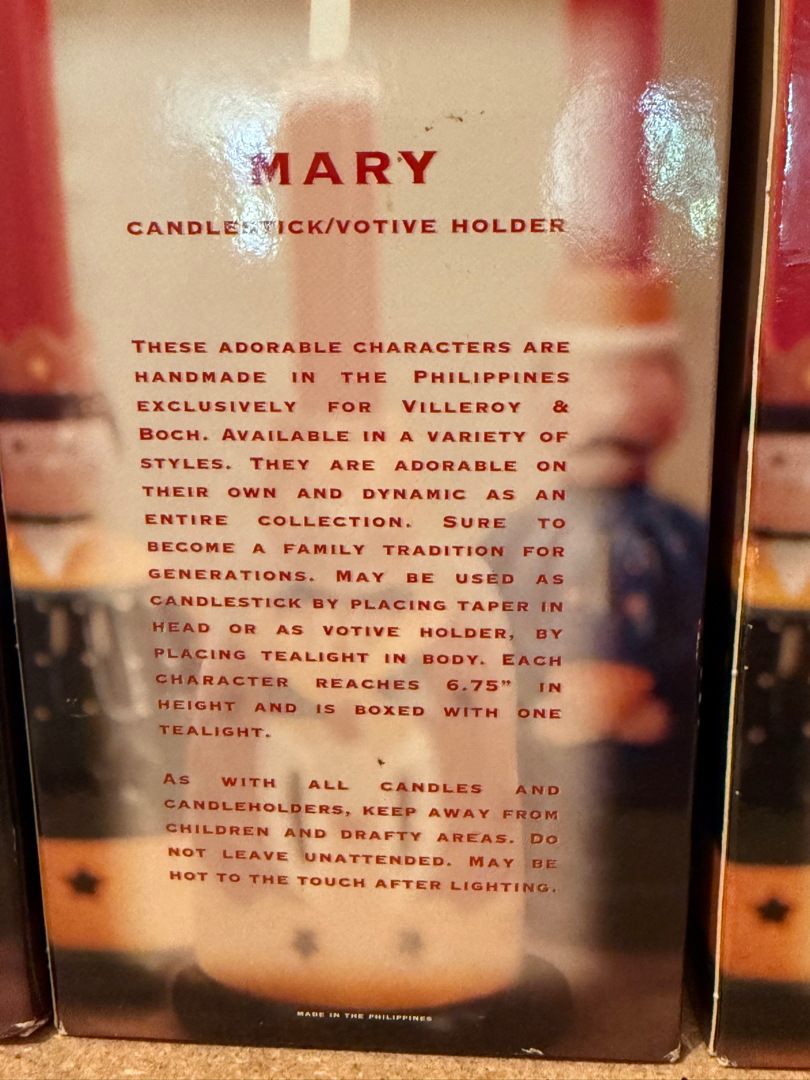 MARY
CANDLESTICK/VOTIVE HOLDER
THESE ADORABLE CHARACTERS ARE
HANDMADE IN THE PHILIPPINES
EXCLUSIVELY FOR VILLEROY &
BOCH. AVAILABLE IN A VARIETY OF
STYLES. THEY ARE ADORABLE ON
THEIR OWN AND DYNAMIC AS AN
ENTIRE COLLECTION. SURE TO
BECOME A FAMILY TRADITION FOR
GENERATIONS. MAY BE USED AS
CANDLESTICK BY PLACING TAPER IN
HEAD OR AS VOTIVE HOLDER, BY
PLACING TEALIGHT IN BODY. EACH
CHARACTER REACHES 6.75" IN
HEIGHT AND IS BOXED WITH ONE
TEALIGHT.
AS WITH ALL CANDLES AND
CANDLEHOLDERS, KEEP AWAY FROM
CHILDREN AND DRAFTY AREAS. DO
NOT LEAVE UNATTENDED. MAY BE
HOT TO THE TOUCH AFTER LIGHTING.
MADE IN THE PHILIPPINES